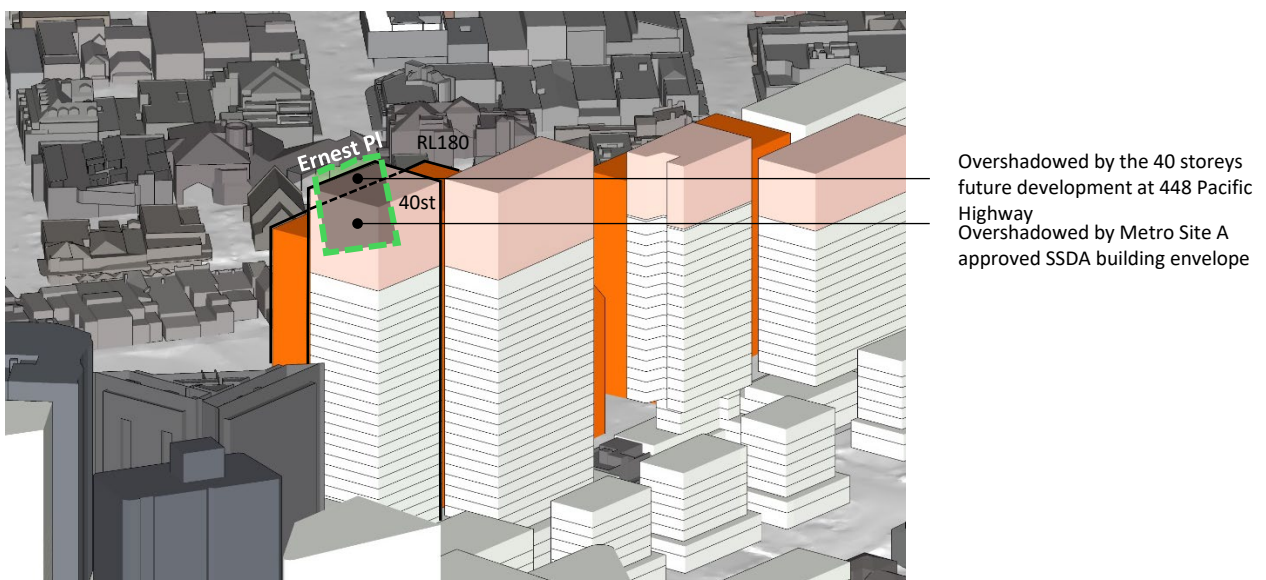 Ernest Pl
RL180
40st
Overshadowed by the 40 storeys
future development at 448 Pacific
Highway
Overshadowed by Metro Site A
approved SSDA building envelope